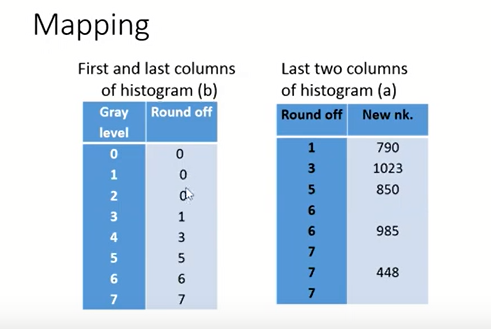 Mapping
First and last columns
of histogram (b)
Gray level Round off
0 0
1 0
2 0
3 1
4 3
5 5
6 6
7 7
Last two columns
of histogram (a)
Round off New nk.
1 790
3 1023
5 850
6
6 985
7
7 448
7